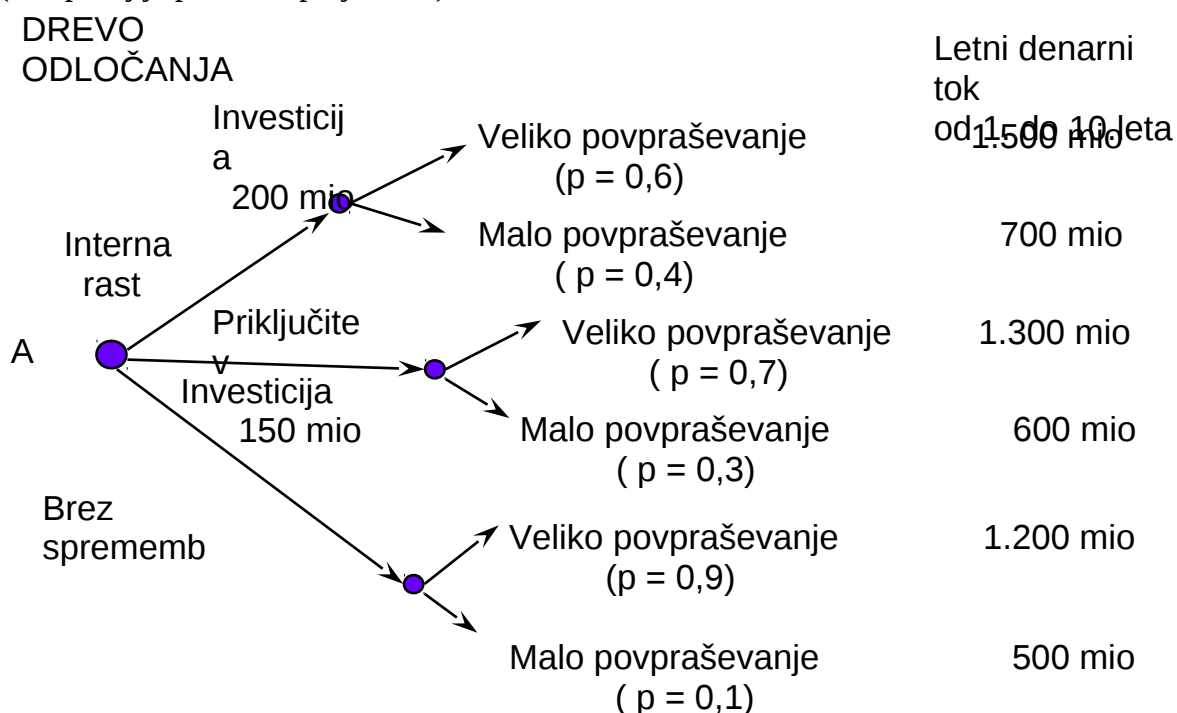 DREVO
ODLOČANJA
Letni denarni
tok
od 1. do 10.leta
Investicij
a
200 mio
Veliko povpraševanje
(p = 0,6)
1.500 mio
Interna
rast
Malo povpraševanje
( p = 0,4)
700 mio
A
Priključite
v
Investicija
150 mio
Veliko povpraševanje
( p = 0,7)
1.300 mio
Malo povpraševanje
( p = 0,3)
600 mio
Brez
sprememb
Veliko povpraševanje
(p = 0,9)
1.200 mio
Malo povpraševanje
( p = 0,1)
500 mio